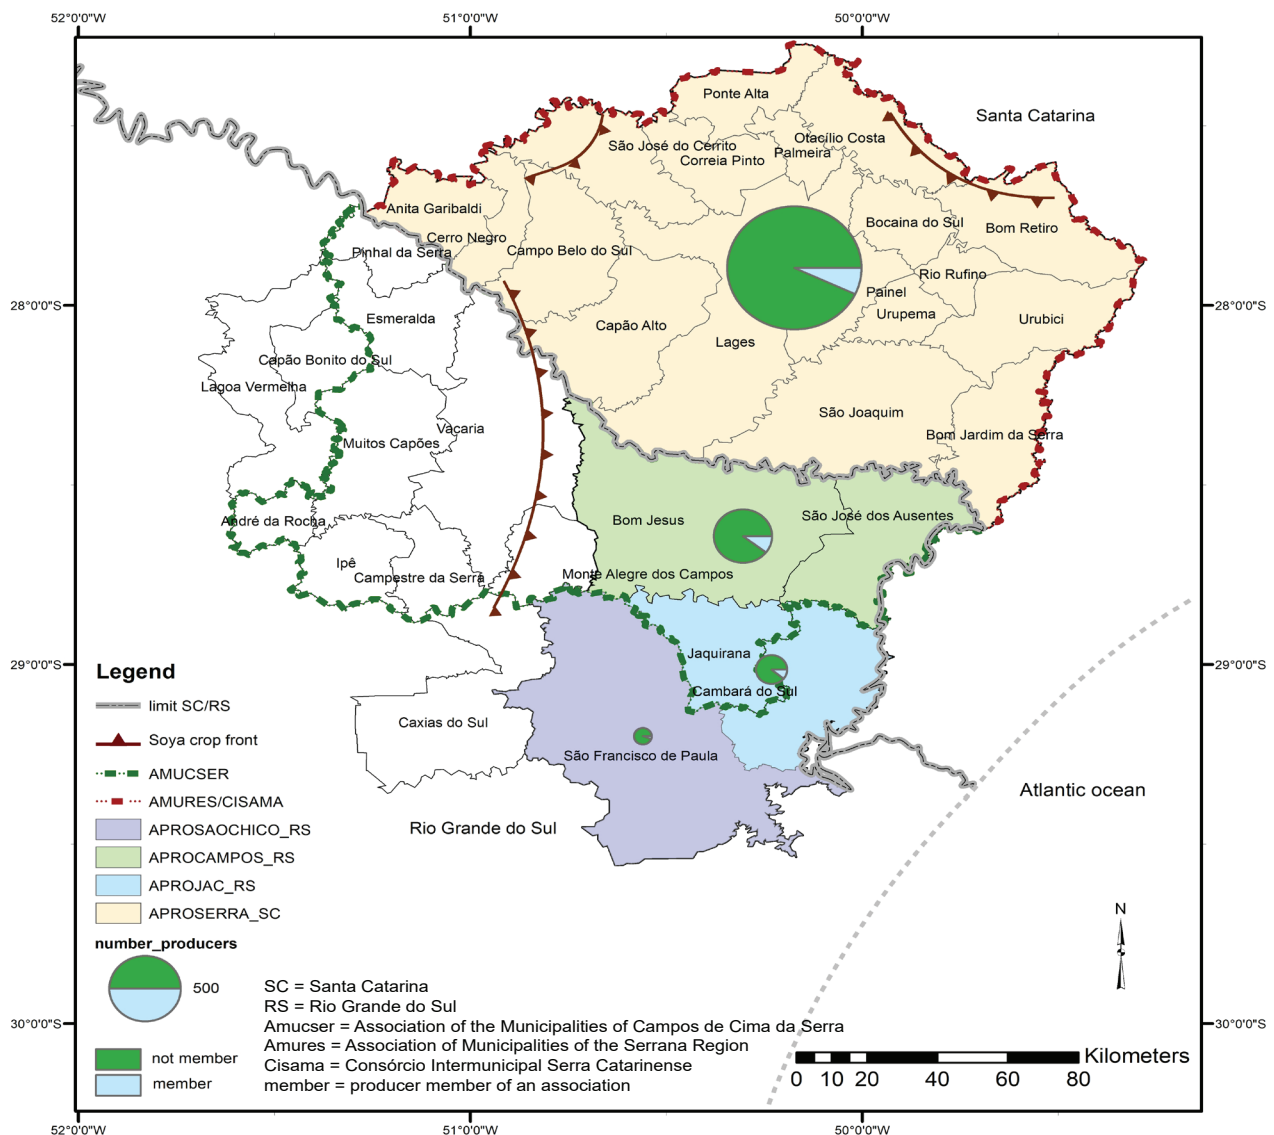 52°0'0"W
51°0'0"W
50°0'0"W
Ponte Alta
Santa Catarina
Otacílio Costa
São José do Cerrito
Palmeira
Correia Pinto
Anita Garibaldi
Bocaina do Sul
Bom Retiro
Cerro Negro
Pinhal da Serra
Campo Belo do Sul
Rio Rufino
Painel
28°0'0"S
28°0'0"S
Urupema
Esmeralda
Capão Alto
Urubici
Lages
Capão Bonito do Sul
Lagoa Vermelha
São Joaquim
Vacaria
Muitos Capões
Bom Jardim da Serra
André da Rocha
Bom Jesus
São José dos Ausentes
Ipê
Campestre da Serra
Monte Alegre dos Campos
Jaquirana
29°0'0"S
29°0'0"S
Cambará do Sul
Caxias do Sul
São Francisco de Paula
Atlantic ocean
Rio Grande do Sul
Legend
limit SC/RS
Soya crop front
AMUCSER
AMURES/CISAMA
APROSAOCHICO_RS
APROCAMPOS_RS
APROJAC_RS
APROSERRA_SC
number_producers
500
not member
member
SC = Santa Catarina
RS = Rio Grande do Sul
Amucser = Association of the Municipalities of Campos de Cima da Serra
Amures = Association of Municipalities of the Serrana Region
Cisama = Consórcio Intermunicipal Serra Catarinense
member = producer member of an association
N
30°0'0"S
30°0'0"S
Kilometers
0 10 20 40 60 80
52°0'0"W
51°0'0"W
50°0'0"W